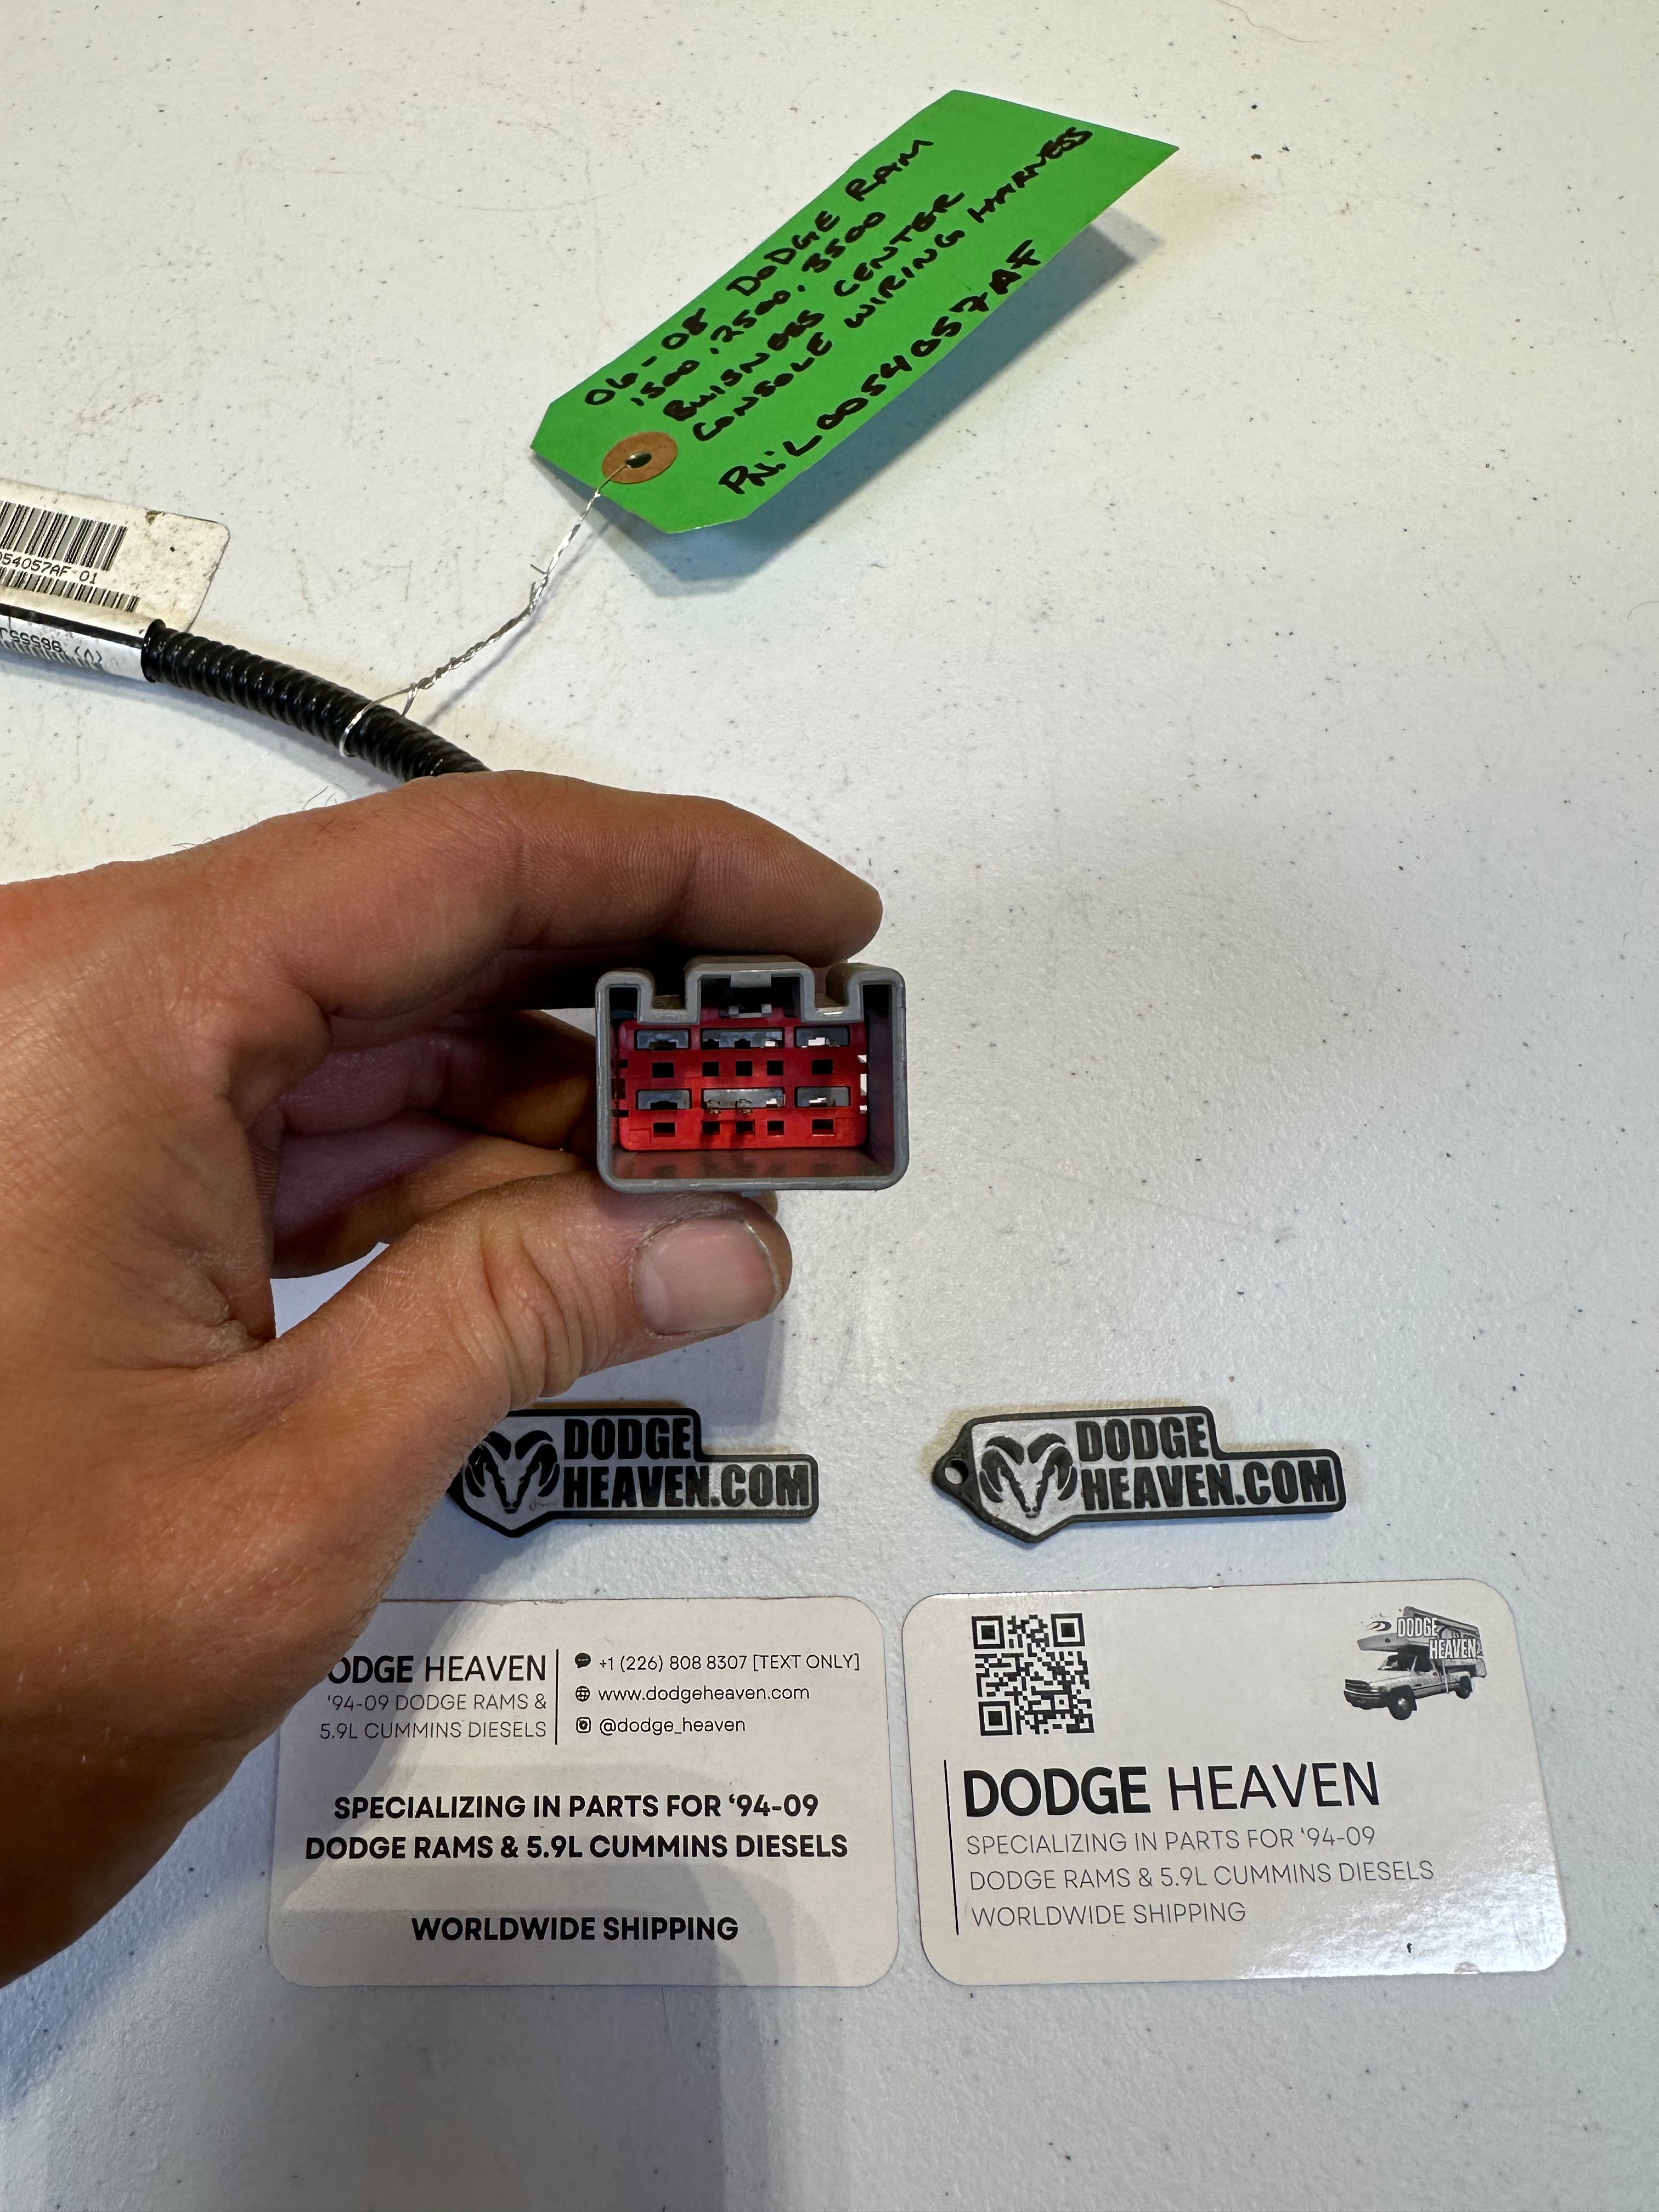 06-08 DODGE RAM
1500, 2500, 3500
BUISNESS CENTER
CONSOLE WIRING HARNESS
PN: L0054057AF
054057AF 01
DODGE
HEAVEN.COM
DODGE
HEAVEN.COM
ODGE HEAVEN
'94-09 DODGE RAMS &
5.9L CUMMINS DIESELS
+1 (226) 808 8307 [TEXT ONLY]
www.dodgeheaven.com
@dodge_heaven
SPECIALIZING IN PARTS FOR ‘94-09
DODGE RAMS & 5.9L CUMMINS DIESELS
WORLDWIDE SHIPPING
DODGE
HEAVEN
DODGE HEAVEN
SPECIALIZING IN PARTS FOR ‘94-09
DODGE RAMS & 5.9L CUMMINS DIESELS
WORLDWIDE SHIPPING